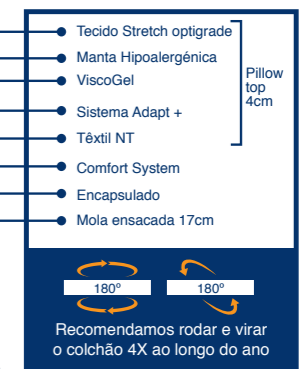 Tecido Stretch optigrade
Manta Hipoalergénica
ViscoGel
Sistema Adapt +
Têxtil NT
Pillow
top
4cm
Comfort System
Encapsulado
Mola ensacada 17cm
180º
180º
Recomendamos rodar e virar
o colchão 4X ao longo do ano